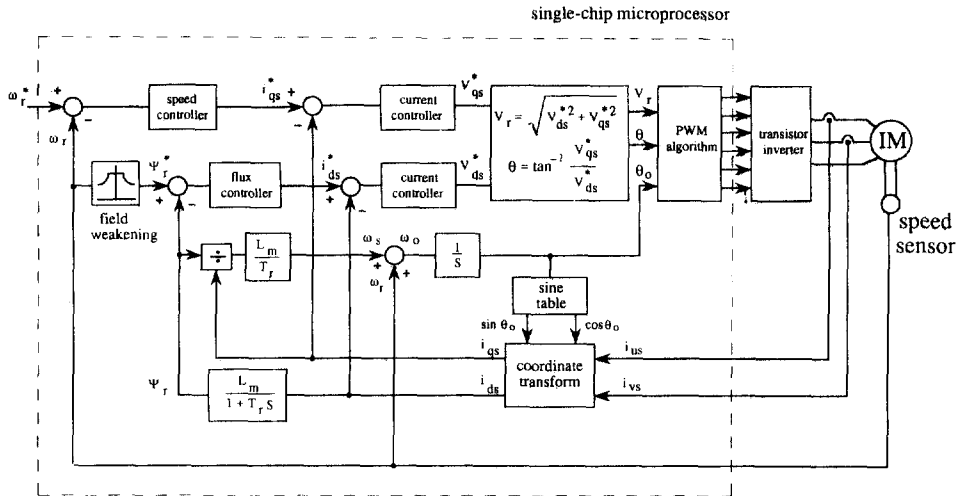 single-chip microprocessor
ω_r^* + - ω_r
speed controller
i_qs^* + -
current controller
V_qs^*
V_r = √(V_ds^{*2} + V_qs^{*2})
θ = tan^{-1} V_qs^* / V_ds^*
V_r
θ
θ_o
PWM algorithm
transistor inverter
IM
speed sensor
field weakening
Ψ_r^* + -
flux controller
i_ds^* + -
current controller
V_ds^*
÷
L_m / T_r
ω_s + ω_o
ω_r +
1 / S
sine table
sin θ_o
cos θ_o
i_qs
i_ds
coordinate transform
i_us
i_vs
Ψ_r
L_m / 1 + T_r S